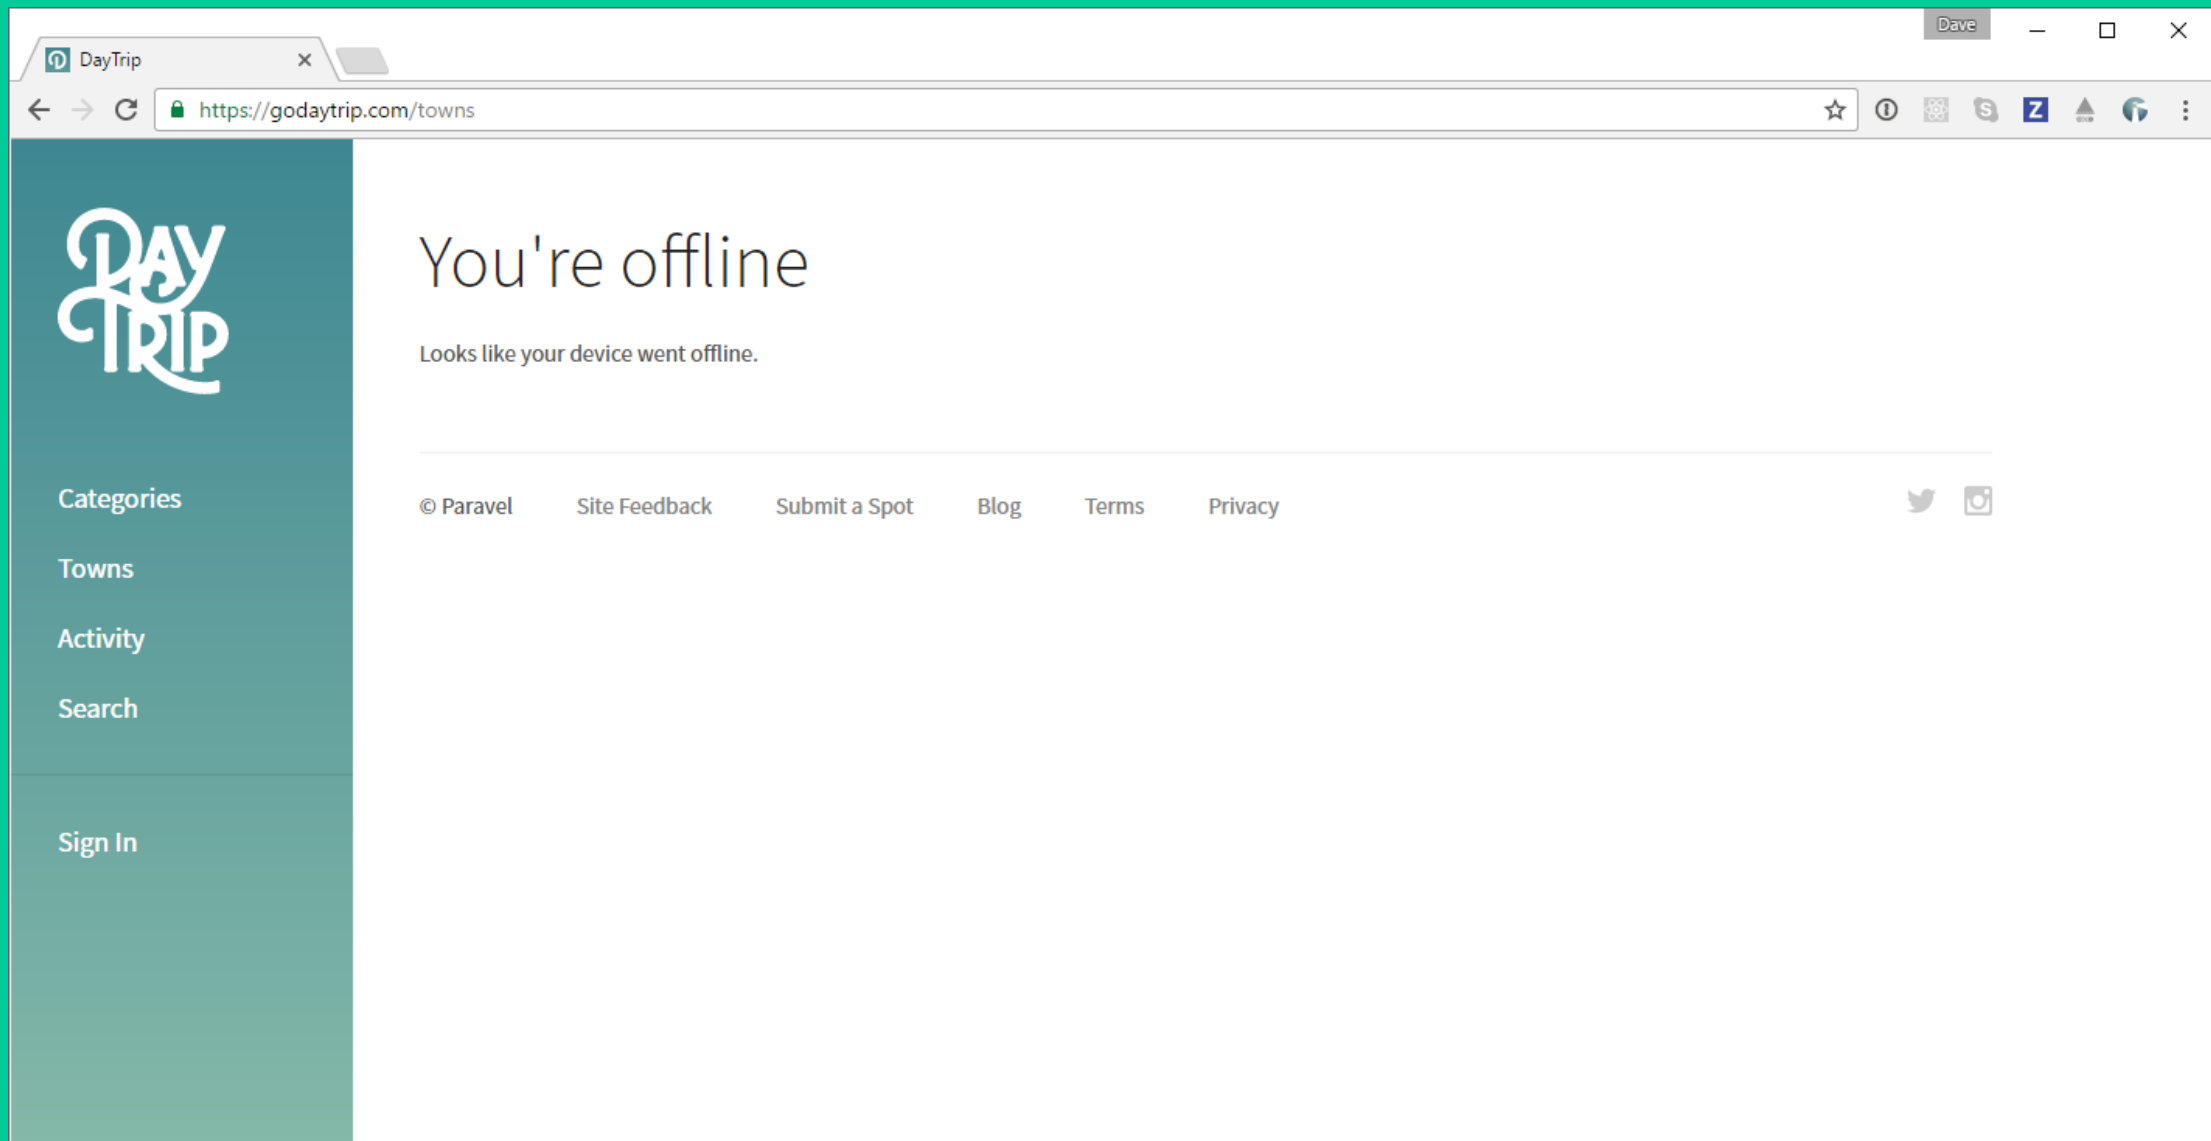 Dave
DayTrip
https://godaytrip.com/towns
DAY
TRIP
Categories
Towns
Activity
Search
Sign In
You're offline
Looks like your device went offline.
© Paravel Site Feedback Submit a Spot Blog Terms Privacy